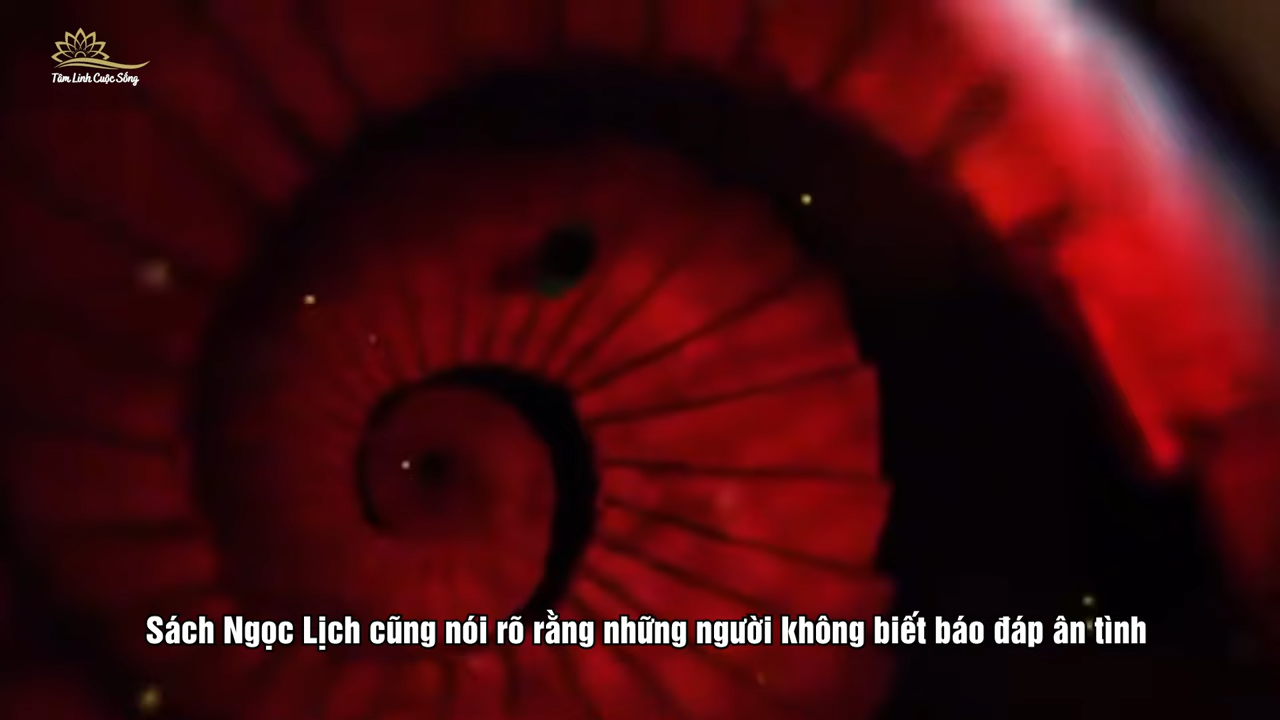 Tâm Linh Cuộc Sống
Sách Ngọc Lịch cũng nói rõ rằng những người không biết báo đáp ân tình